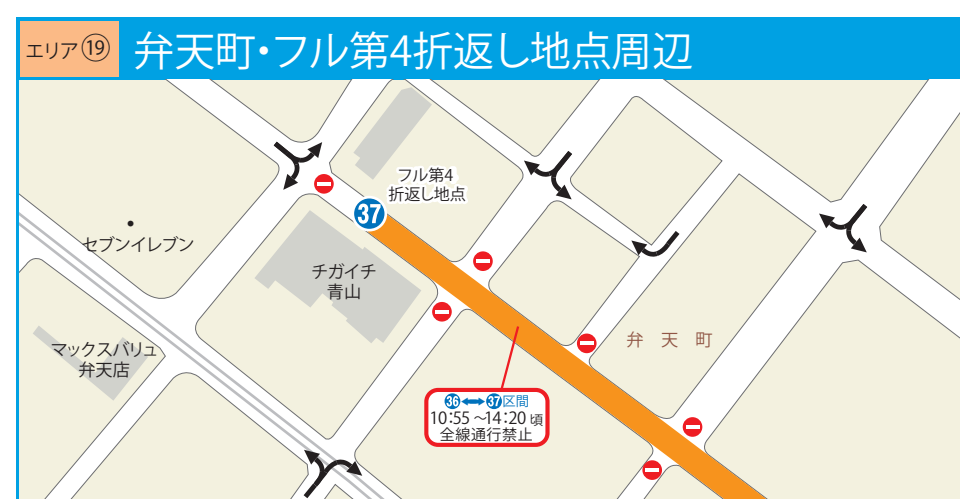 エリア⑲
弁天町・フル第4折返し地点周辺
フル第4
折返し地点
㊲
セブンイレブン
チガイチ
青山
マックスバリュ
弁天店
弁天町
㊱⟷㊲区間
10:55~14:20頃
全線通行禁止